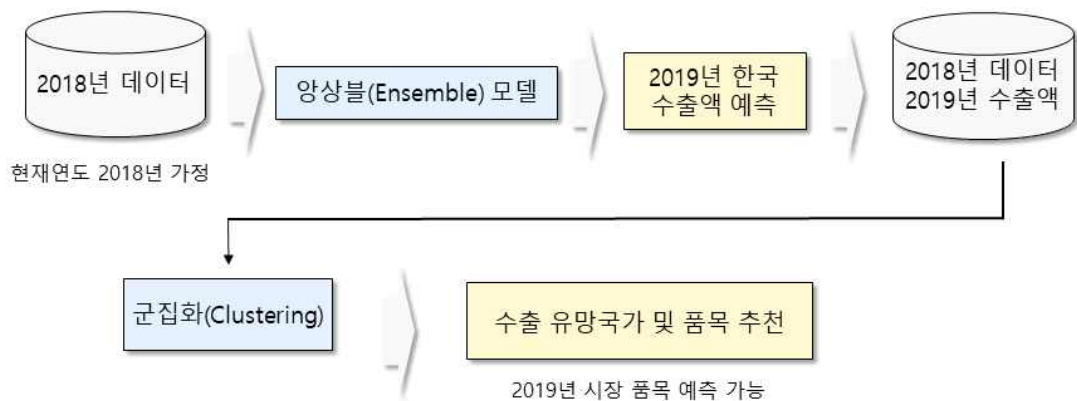 2018년 데이터
앙상블(Ensemble) 모델
2019년 한국
수출액 예측
2018년 데이터
2019년 수출액
현재연도 2018년 가정
군집화(Clustering)
수출 유망국가 및 품목 추천
2019년 시장 품목 예측 가능